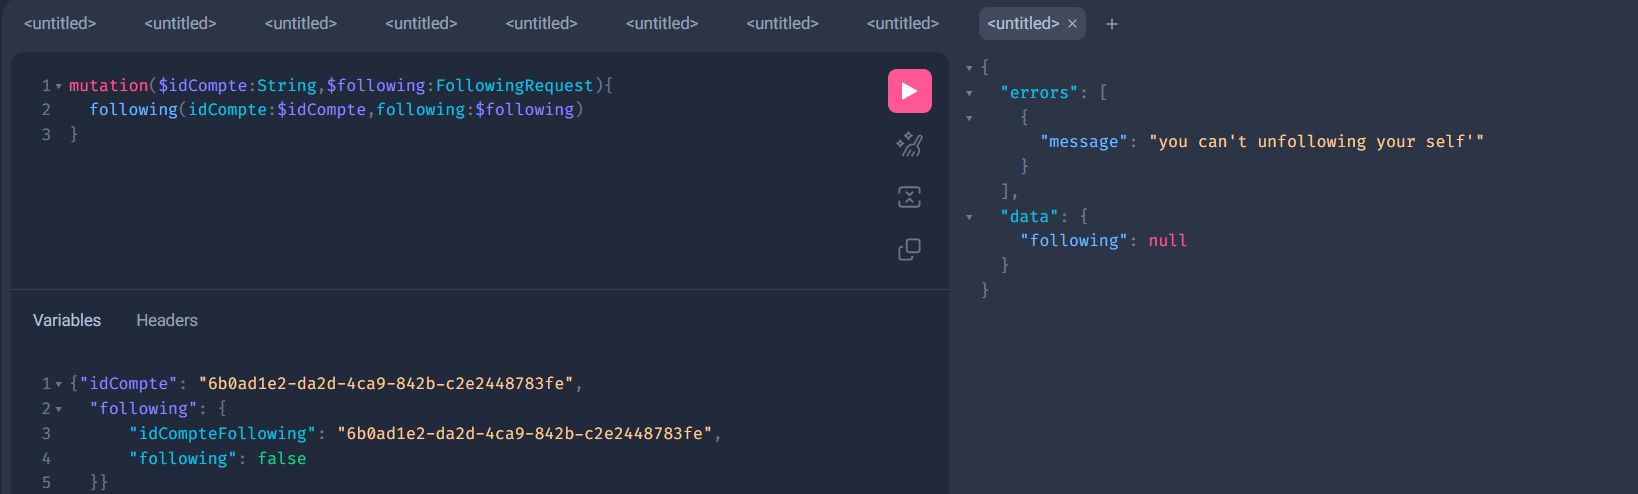 <untitled> <untitled> <untitled> <untitled> <untitled> <untitled> <untitled> <untitled> <untitled> × +
1 mutation($idCompte:String,$following:FollowingRequest){
2 following(idCompte:$idCompte,following:$following)
3 }
Variables Headers
1 {"idCompte": "6b0ad1e2-da2d-4ca9-842b-c2e2448783fe",
2 "following": {
3 "idCompteFollowing": "6b0ad1e2-da2d-4ca9-842b-c2e2448783fe",
4 "following": false
5 }}
{
"errors": [
{
"message": "you can't unfollowing your self'"
}
],
"data": {
"following": null
}
}